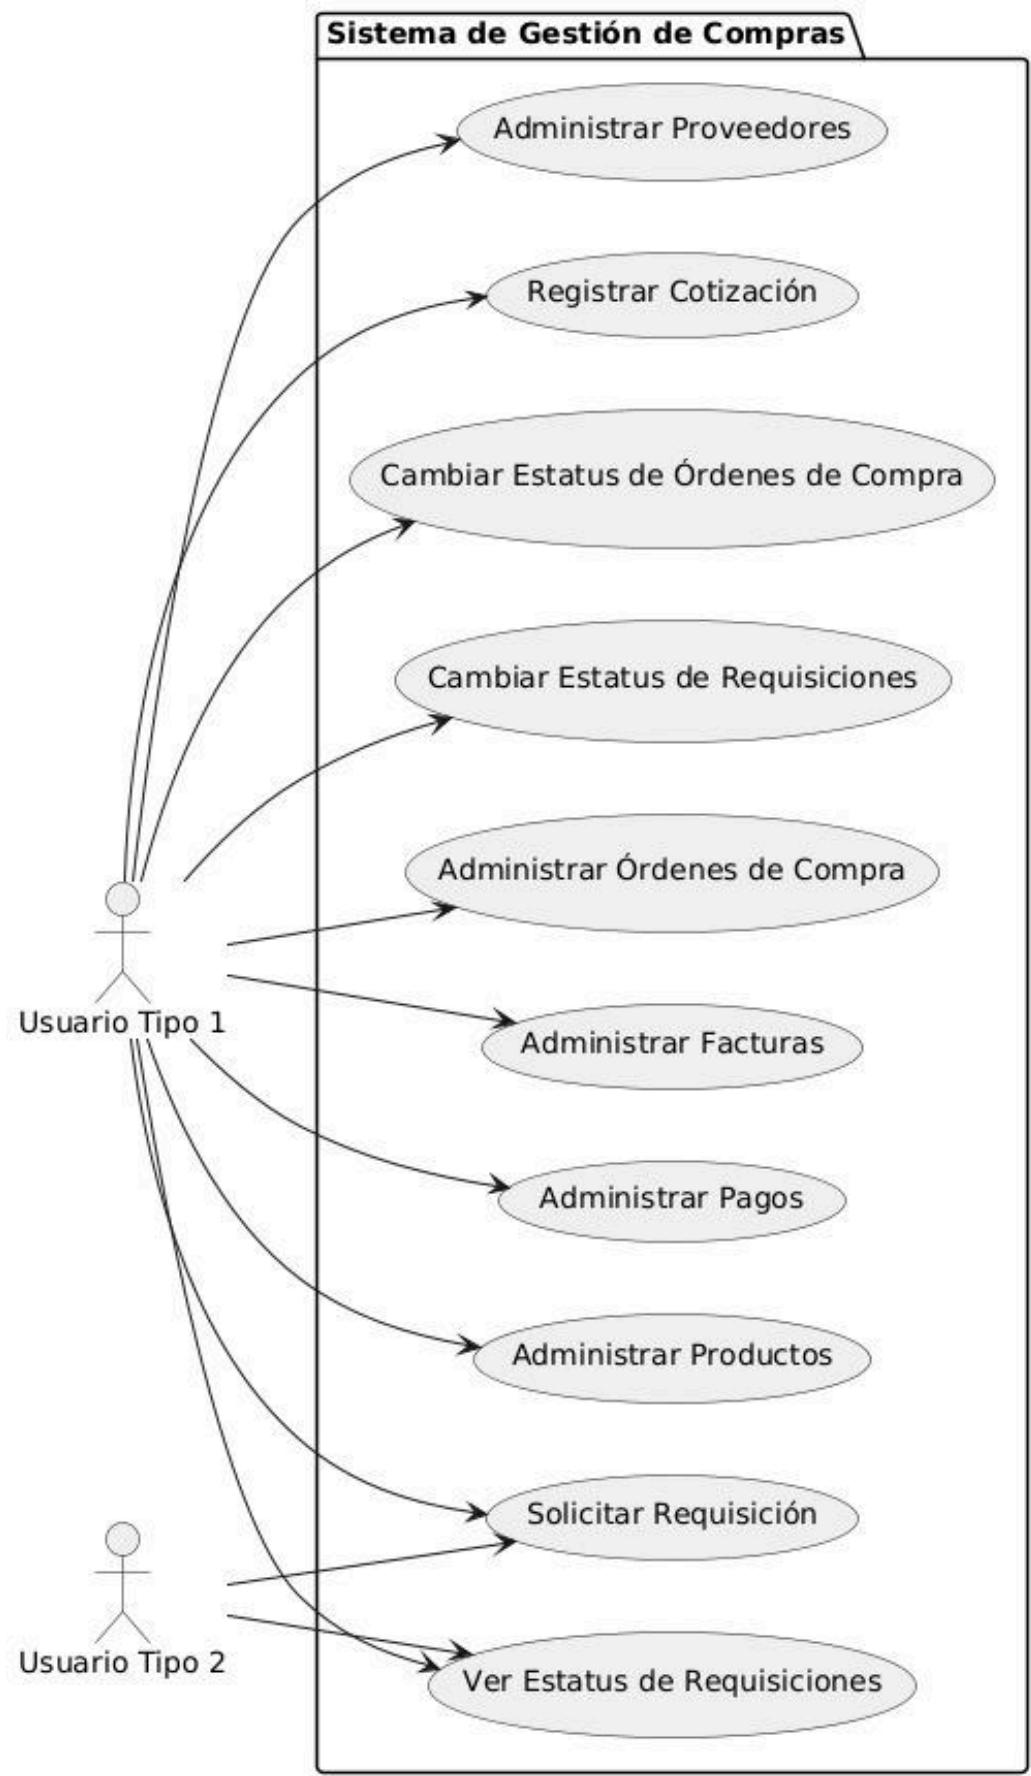 Sistema de Gestión de Compras
Administrar Proveedores
Registrar Cotización
Cambiar Estatus de Órdenes de Compra
Cambiar Estatus de Requisiciones
Administrar Órdenes de Compra
Usuario Tipo 1
Administrar Facturas
Administrar Pagos
Administrar Productos
Solicitar Requisición
Usuario Tipo 2
Ver Estatus de Requisiciones